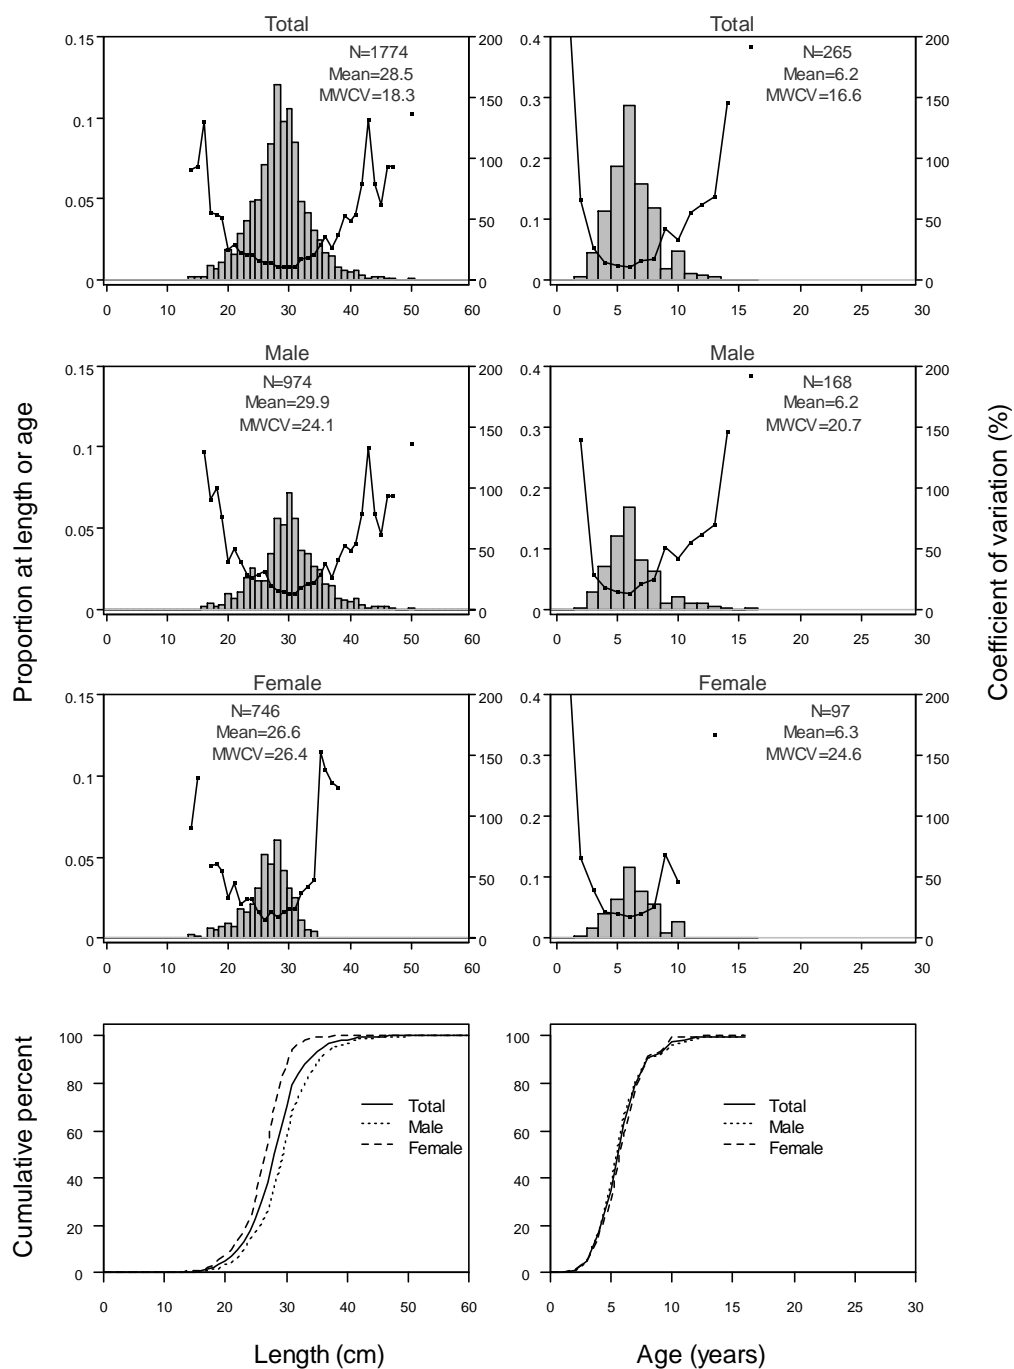 Total
Total
0.15
0.1
0.05
0
200
150
100
50
0
N=1774
Mean=28.5
MWCV=18.3
0 10 20 30 40 50 60
0.4
0.3
0.2
0.1
0
200
150
100
50
0
N=265
Mean=6.2
MWCV=16.6
0 5 10 15 20 25 30
Male
Male
0.15
0.1
0.05
0
200
150
100
50
0
N=974
Mean=29.9
MWCV=24.1
0 10 20 30 40 50 60
0.4
0.3
0.2
0.1
0
200
150
100
50
0
N=168
Mean=6.2
MWCV=20.7
0 5 10 15 20 25 30
Proportion at length or age
Coefficient of variation (%)
Female
Female
0.15
0.1
0.05
0
200
150
100
50
0
N=746
Mean=26.6
MWCV=26.4
0 10 20 30 40 50 60
0.4
0.3
0.2
0.1
0
200
150
100
50
0
N=97
Mean=6.3
MWCV=24.6
0 5 10 15 20 25 30
Cumulative percent
100
80
60
40
20
0
Total
Male
Female
0 10 20 30 40 50 60
Length (cm)
100
80
60
40
20
0
Total
Male
Female
0 5 10 15 20 25 30
Age (years)